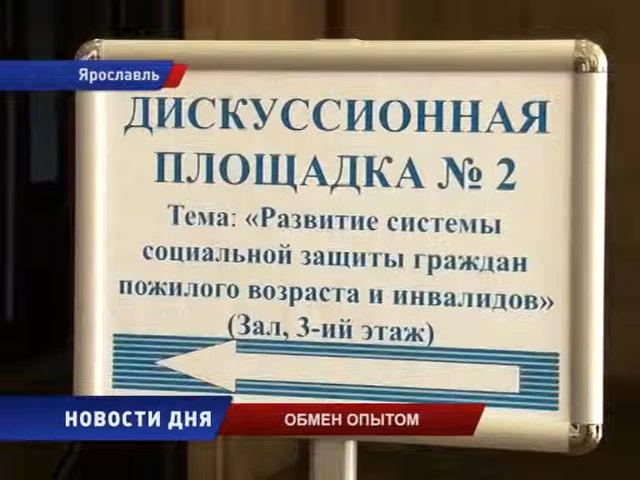 Ярославль
ДИСКУССИОННАЯ
ПЛОЩАДКА № 2
Тема: «Развитие системы
социальной защиты граждан
пожилого возраста и инвалидов»
(Зал, 3-ий этаж)
НОВОСТИ ДНЯ
ОБМЕН ОПЫТОМ